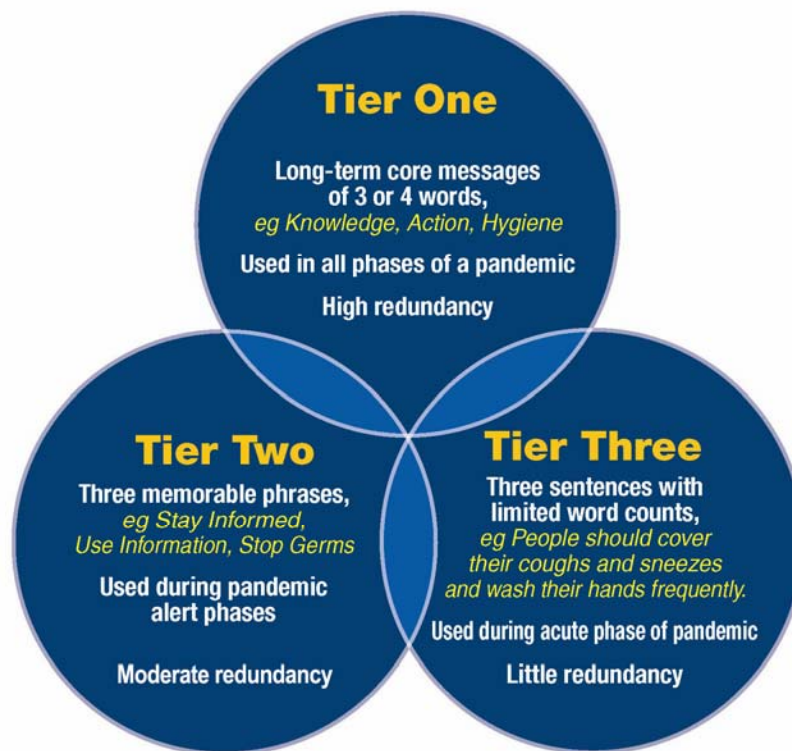 Tier One
Long-term core messages
of 3 or 4 words,
eg Knowledge, Action, Hygiene
Used in all phases of a pandemic
High redundancy
Tier Two
Three memorable phrases,
eg Stay Informed,
Use Information, Stop Germs
Used during pandemic
alert phases
Moderate redundancy
Tier Three
Three sentences with
limited word counts,
eg People should cover
their coughs and sneezes
and wash their hands frequently.
Used during acute phase of pandemic
Little redundancy